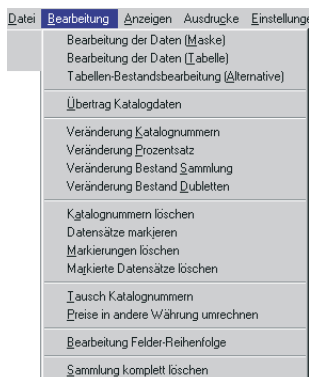 Datei Bearbeitung Anzeigen Ausdrucke
Bearbeitung der Daten (Maske)
Bearbeitung der Daten (Tabelle)
Tabellen-Bestandsbearbeitung (Alternative)
Übertrag Katalogdaten
Veränderung Katalognummern
Veränderung Prozentsatz
Veränderung Bestand Sammlung
Veränderung Bestand Dubletten
Katalognummern löschen
Datensätze markieren
Markierungen löschen
Markierte Datensätze löschen
Tausch Katalognummern
Preise in andere Währung umrechnen
Bearbeitung Felder-Reihenfolge
Sammlung komplett löschen